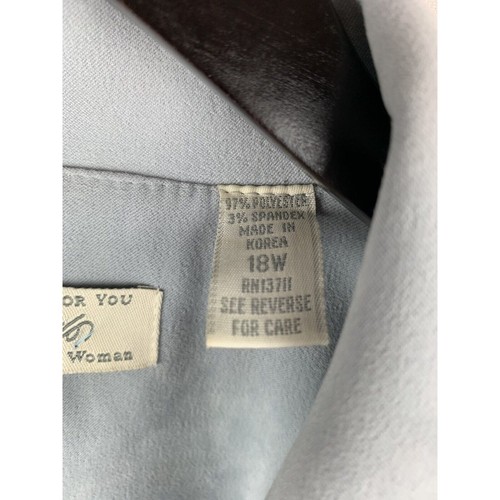 97% POLYESTER
3% SPANDEX
MADE IN
KOREA
18W
RN13711
SEE REVERSE
FOR CARE
OR YOU
Woman